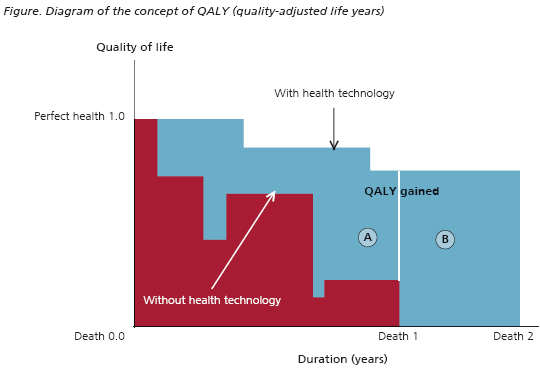 Figure. Diagram of the concept of QALY (quality-adjusted life years)
Quality of life
With health technology
Perfect health 1.0
QALY gained
A
B
Without health technology
Death 0.0
Death 1
Death 2
Duration (years)